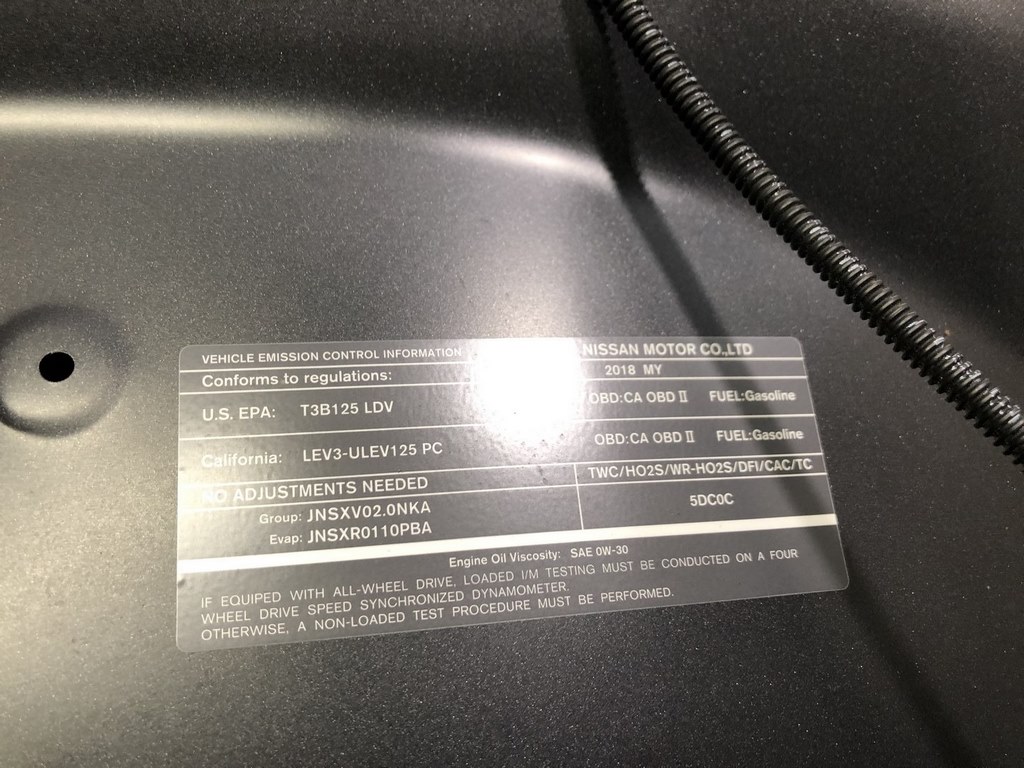 VEHICLE EMISSION CONTROL INFORMATION NISSAN MOTOR CO.,LTD
Conforms to regulations: 2018 MY
U.S. EPA: T3B125 LDV OBD:CA OBD II FUEL:Gasoline
California: LEV3-ULEV125 PC OBD:CA OBD II FUEL:Gasoline
NO ADJUSTMENTS NEEDED TWC/HO2S/WR-HO2S/DFI/CAC/TC
Group: JNSXV02.0NKA 5DC0C
Evap: JNSXR0110PBA
Engine Oil Viscosity: SAE 0W-30
IF EQUIPED WITH ALL-WHEEL DRIVE, LOADED I/M TESTING MUST BE CONDUCTED ON A FOUR
WHEEL DRIVE SPEED SYNCHRONIZED DYNAMOMETER.
OTHERWISE, A NON-LOADED TEST PROCEDURE MUST BE PERFORMED.